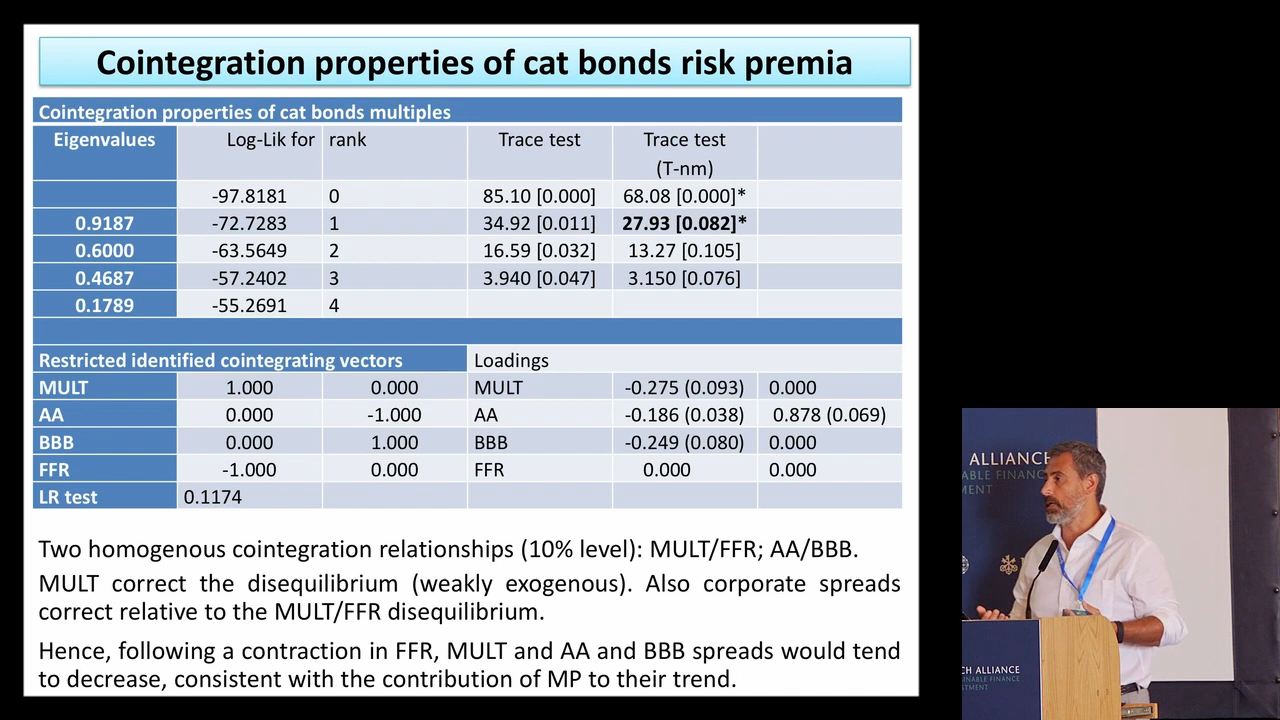 Cointegration properties of cat bonds risk premia
Cointegration properties of cat bonds multiples
Eigenvalues Log-Lik for rank Trace test Trace test
(T-nm)
-97.8181 0 85.10 [0.000] 68.08 [0.000]*
0.9187 -72.7283 1 34.92 [0.011] 27.93 [0.082]*
0.6000 -63.5649 2 16.59 [0.032] 13.27 [0.105]
0.4687 -57.2402 3 3.940 [0.047] 3.150 [0.076]
0.1789 -55.2691 4
Restricted identified cointegrating vectors Loadings
MULT 1.000 0.000 MULT -0.275 (0.093) 0.000
AA 0.000 -1.000 AA -0.186 (0.038) 0.878 (0.069)
BBB 0.000 1.000 BBB -0.249 (0.080) 0.000
FFR -1.000 0.000 FFR 0.000 0.000
LR test 0.1174
Two homogenous cointegration relationships (10% level): MULT/FFR; AA/BBB.
MULT correct the disequilibrium (weakly exogenous). Also corporate spreads
correct relative to the MULT/FFR disequilibrium.
Hence, following a contraction in FFR, MULT and AA and BBB spreads would tend
to decrease, consistent with the contribution of MP to their trend.
ALLIANCE
ABLE FINANC
MENT
CH ALLIANCE
AINABLE FINANCE
ESTMENT